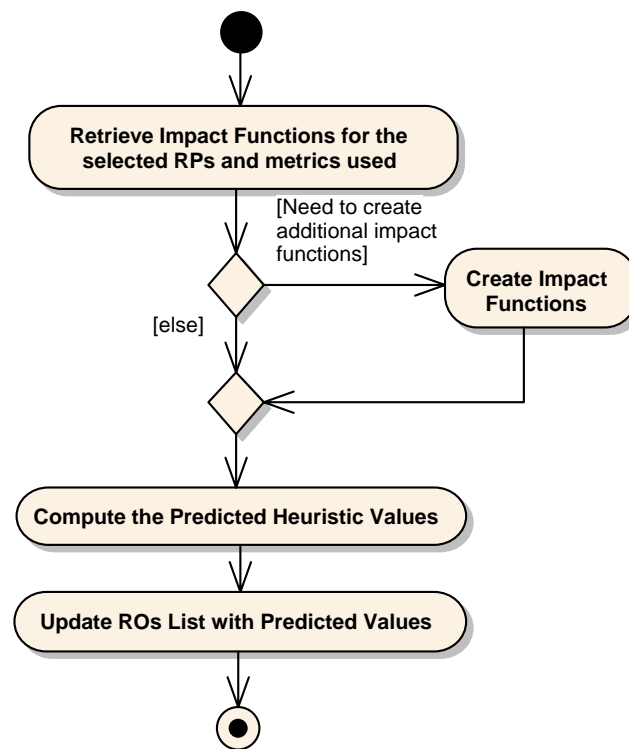 Retrieve Impact Functions for the
selected RPs and metrics used
[Need to create
additional impact
functions]
Create Impact
Functions
[else]
Compute the Predicted Heuristic Values
Update ROs List with Predicted Values